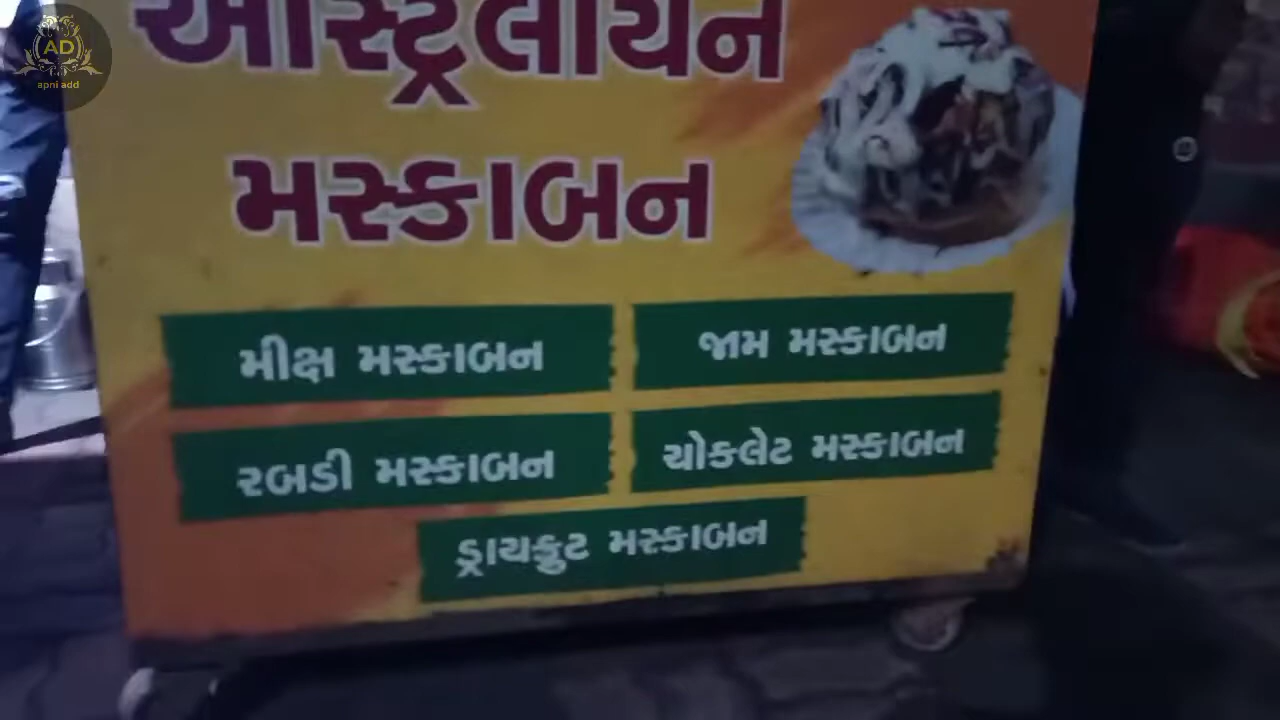 AD
apni add
ઓસ્ટ્રેલીયન
મસ્કાબન
મીક્ષ મસ્કાબન
જામ મસ્કાબન
રબડી મસ્કાબન
ચોકલેટ મસ્કાબન
ડ્રાયફ્રુટ મસ્કાબન